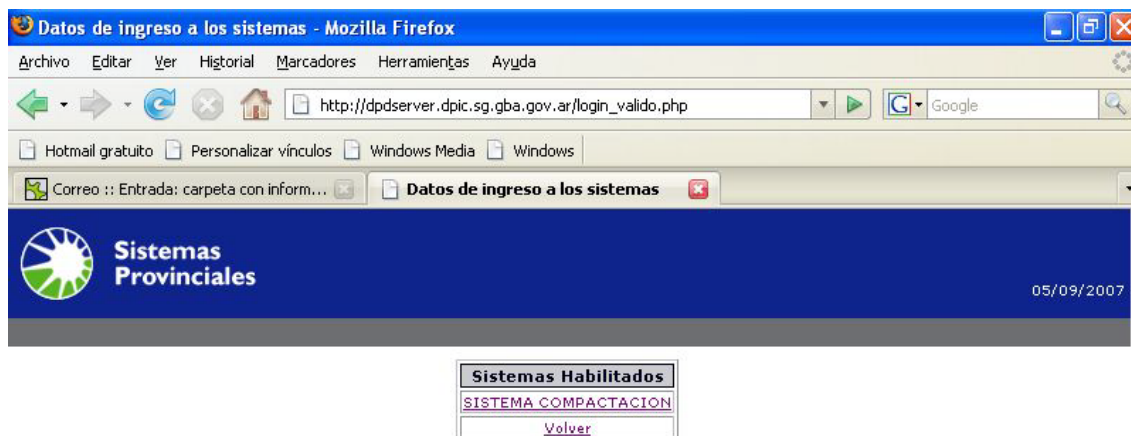 Datos de ingreso a los sistemas - Mozilla Firefox
Archivo Editar Ver Historial Marcadores Herramientas Ayuda
http://dpdserver.dpic.sg.gba.gov.ar/login_valido.php G Google
Hotmail gratuito Personalizar vínculos Windows Media Windows
Correo :: Entrada: carpeta con inform... Datos de ingreso a los sistemas
Sistemas
Provinciales
05/09/2007
Sistemas Habilitados
SISTEMA COMPACTACION
Volver